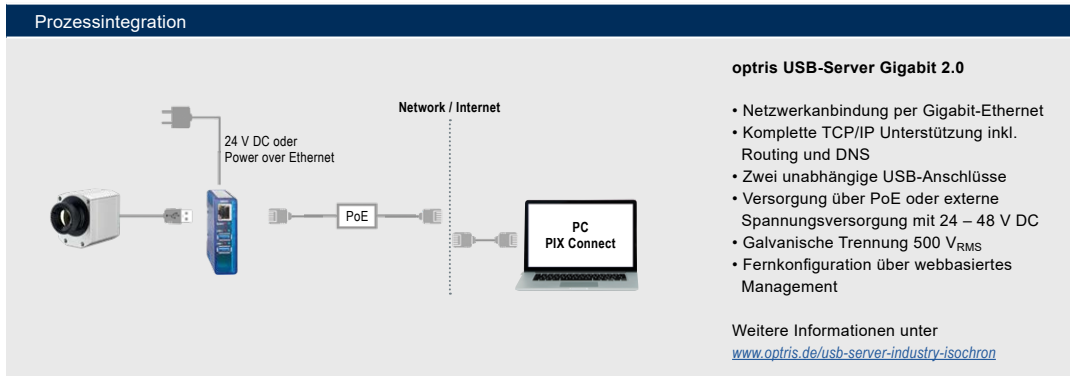 Prozessintegration
Network / Internet
24 V DC oder
Power over Ethernet
PoE
PC
PIX Connect
optris USB-Server Gigabit 2.0
• Netzwerkanbindung per Gigabit-Ethernet
• Komplette TCP/IP Unterstützung inkl.
Routing und DNS
• Zwei unabhängige USB-Anschlüsse
• Versorgung über PoE oder externe
Spannungsversorgung mit 24 – 48 V DC
• Galvanische Trennung 500 VRMS
• Fernkonfiguration über webbasiertes
Management
Weitere Informationen unter
www.optris.de/usb-server-industry-isochron